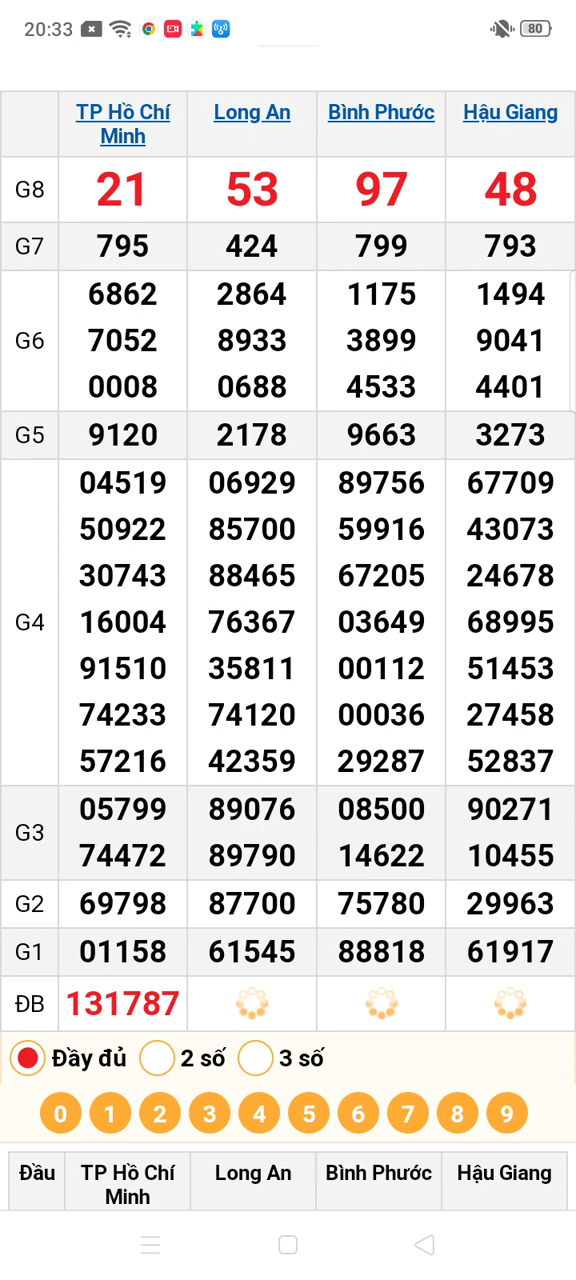 20:33 80
TP Hồ Chí Minh Long An Bình Phước Hậu Giang
G8 21 53 97 48
G7 795 424 799 793
6862 2864 1175 1494
G6 7052 8933 3899 9041
0008 0688 4533 4401
G5 9120 2178 9663 3273
04519 06929 89756 67709
50922 85700 59916 43073
30743 88465 67205 24678
G4 16004 76367 03649 68995
91510 35811 00112 51453
74233 74120 00036 27458
57216 42359 29287 52837
G3 05799 89076 08500 90271
74472 89790 14622 10455
G2 69798 87700 75780 29963
G1 01158 61545 88818 61917
ĐB 131787
Đầy đủ 2 số 3 số
0 1 2 3 4 5 6 7 8 9
Đầu TP Hồ Chí Minh Long An Bình Phước Hậu Giang